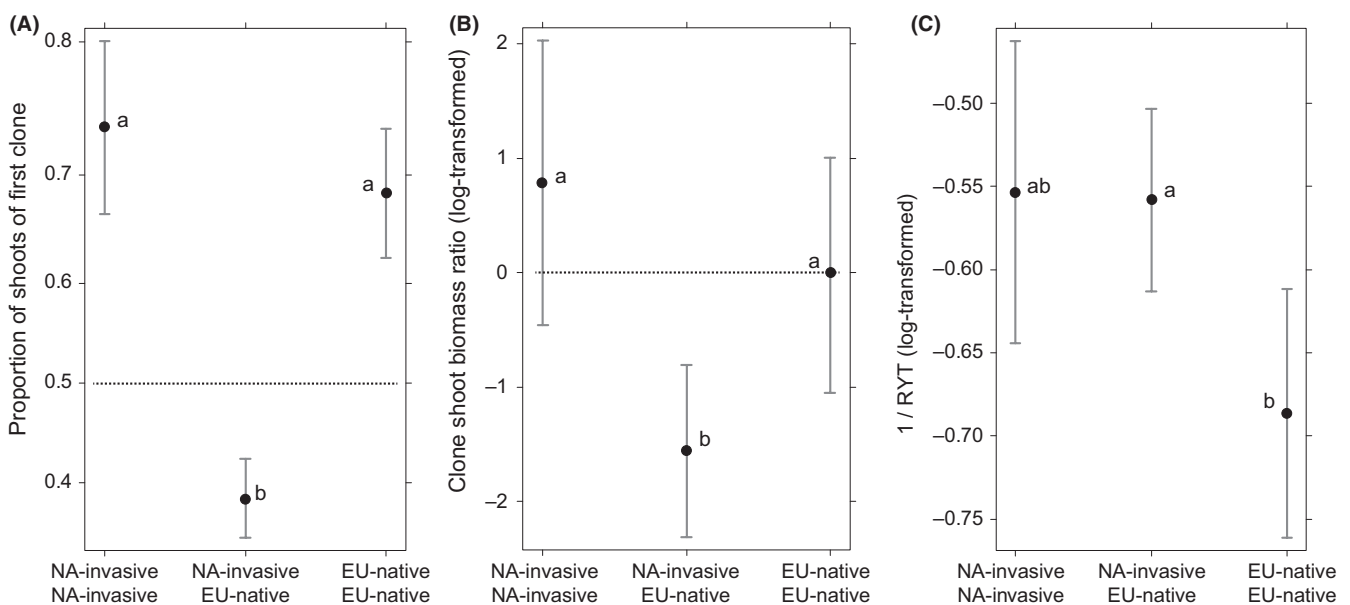 (A)
Proportion of shoots of first clone
0.8
0.7
0.6
0.5
0.4
a
b
a
NA-invasive NA-invasive EU-native
NA-invasive EU-native EU-native
(B)
Clone shoot biomass ratio (log-transformed)
2
1
0
–1
–2
a
b
a
NA-invasive NA-invasive EU-native
NA-invasive EU-native EU-native
(C)
1 / RYT (log-transformed)
–0.50
–0.55
–0.60
–0.65
–0.70
–0.75
ab
a
b
NA-invasive NA-invasive EU-native
NA-invasive EU-native EU-native